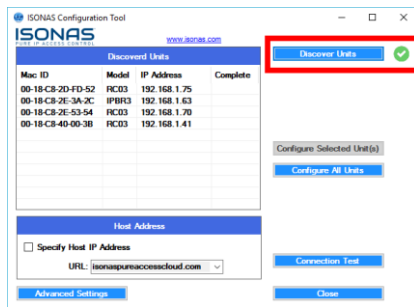 ISONAS Configuration Tool
ISONAS
PURE IP ACCESS CONTROL
www.isonas.com
Discoverd Units
Mac ID Model IP Address Complete
00-18-C8-2D-FD-52 RC03 192.168.1.75
00-18-C8-2E-3A-2C IPBR3 192.168.1.63
00-18-C8-2E-53-54 RC03 192.168.1.70
00-18-C8-40-00-3B RC03 192.168.1.41
Discover Units
Configure Selected Unit(s)
Configure All Units
Host Address
Specify Host IP Address
URL: isonaspureaccesscloud.com
Connection Test
Advanced Settings
Close